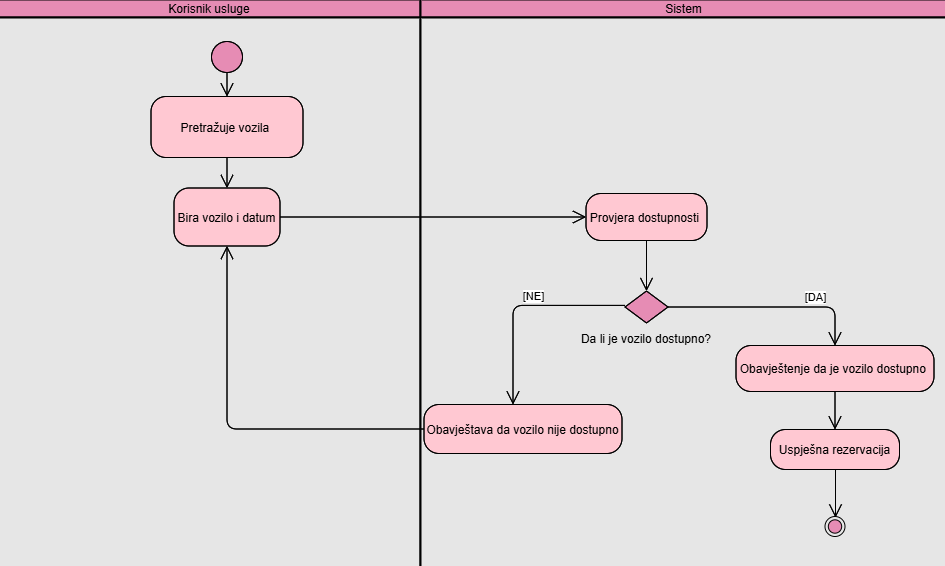 Korisnik usluge
Sistem
Pretražuje vozila
Bira vozilo i datum
Provjera dostupnosti
[NE]
[DA]
Da li je vozilo dostupno?
Obavještenje da je vozilo dostupno
Obavještava da vozilo nije dostupno
Uspješna rezervacija